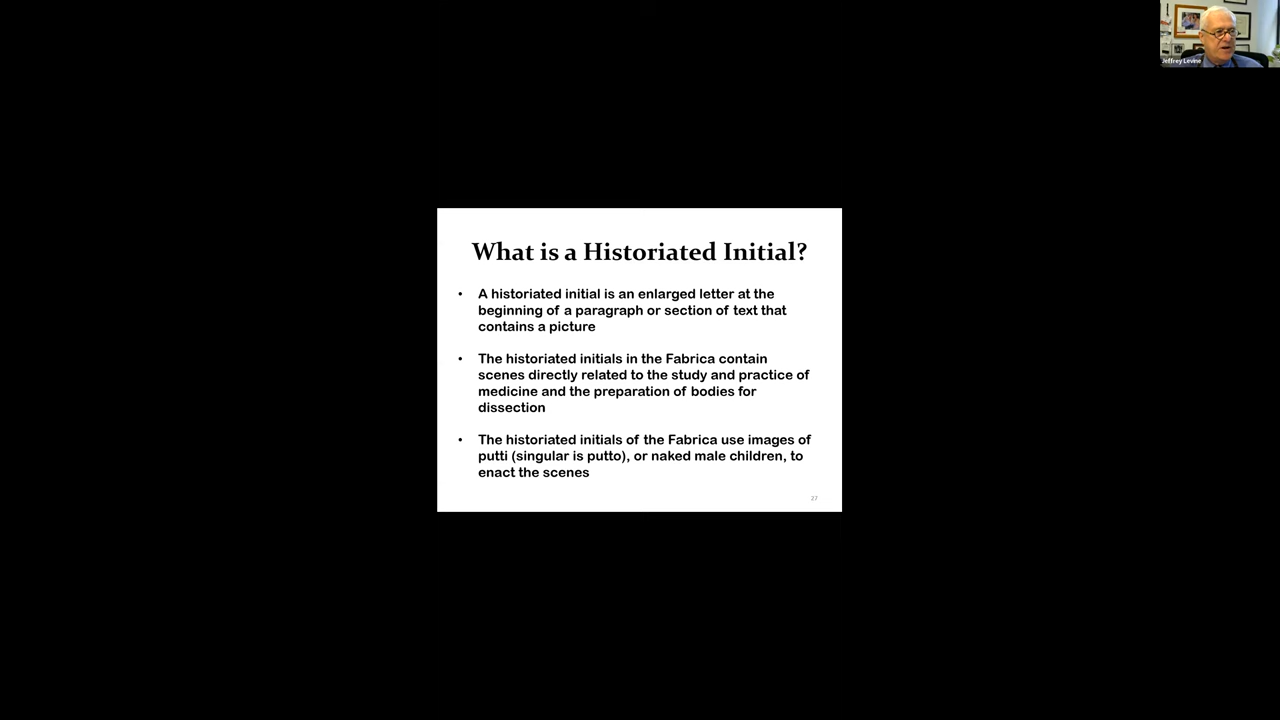 Jeffrey Levine
What is a Historiated Initial?
• A historiated initial is an enlarged letter at the
beginning of a paragraph or section of text that
contains a picture
• The historiated initials in the Fabrica contain
scenes directly related to the study and practice of
medicine and the preparation of bodies for
dissection
• The historiated initials of the Fabrica use images of
putti (singular is putto), or naked male children, to
enact the scenes
27